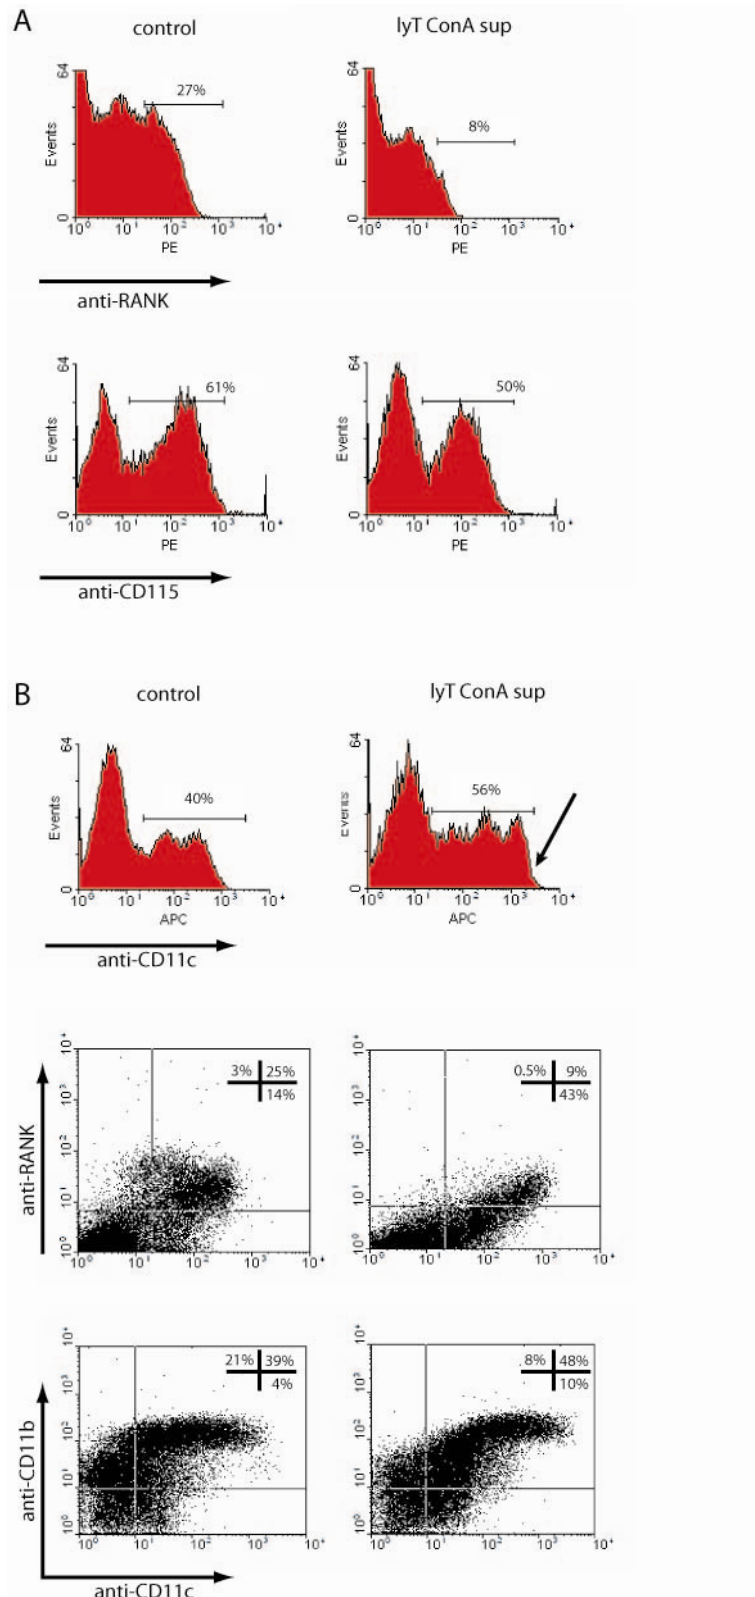 A
control
lyT ConA sup
64
Events
0
27%
10⁰ 10¹ 10² 10³ 10⁴
PE
64
Events
0
8%
10⁰ 10¹ 10² 10³ 10⁴
PE
anti-RANK
64
Events
0
61%
10⁰ 10¹ 10² 10³ 10⁴
PE
64
Events
0
50%
10⁰ 10¹ 10² 10³ 10⁴
PE
anti-CD115
B
control
lyT ConA sup
64
Events
0
40%
10⁰ 10¹ 10² 10³ 10⁴
APC
64
Events
0
56%
10⁰ 10¹ 10² 10³ 10⁴
APC
anti-CD11c
anti-RANK
10⁴
10³
10²
10¹
10⁰
3% 25%
14%
10⁰ 10¹ 10² 10³ 10⁴
10⁴
10³
10²
10¹
10⁰
0.5% 9%
43%
10⁰ 10¹ 10² 10³ 10⁴
anti-CD11b
10⁴
10³
10²
10¹
10⁰
21% 39%
4%
10⁰ 10¹ 10² 10³ 10⁴
10⁴
10³
10²
10¹
10⁰
8% 48%
10%
10⁰ 10¹ 10² 10³ 10⁴
anti-CD11c